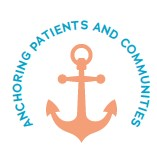 ANCHORING PATIENTS AND COMMUNITIES